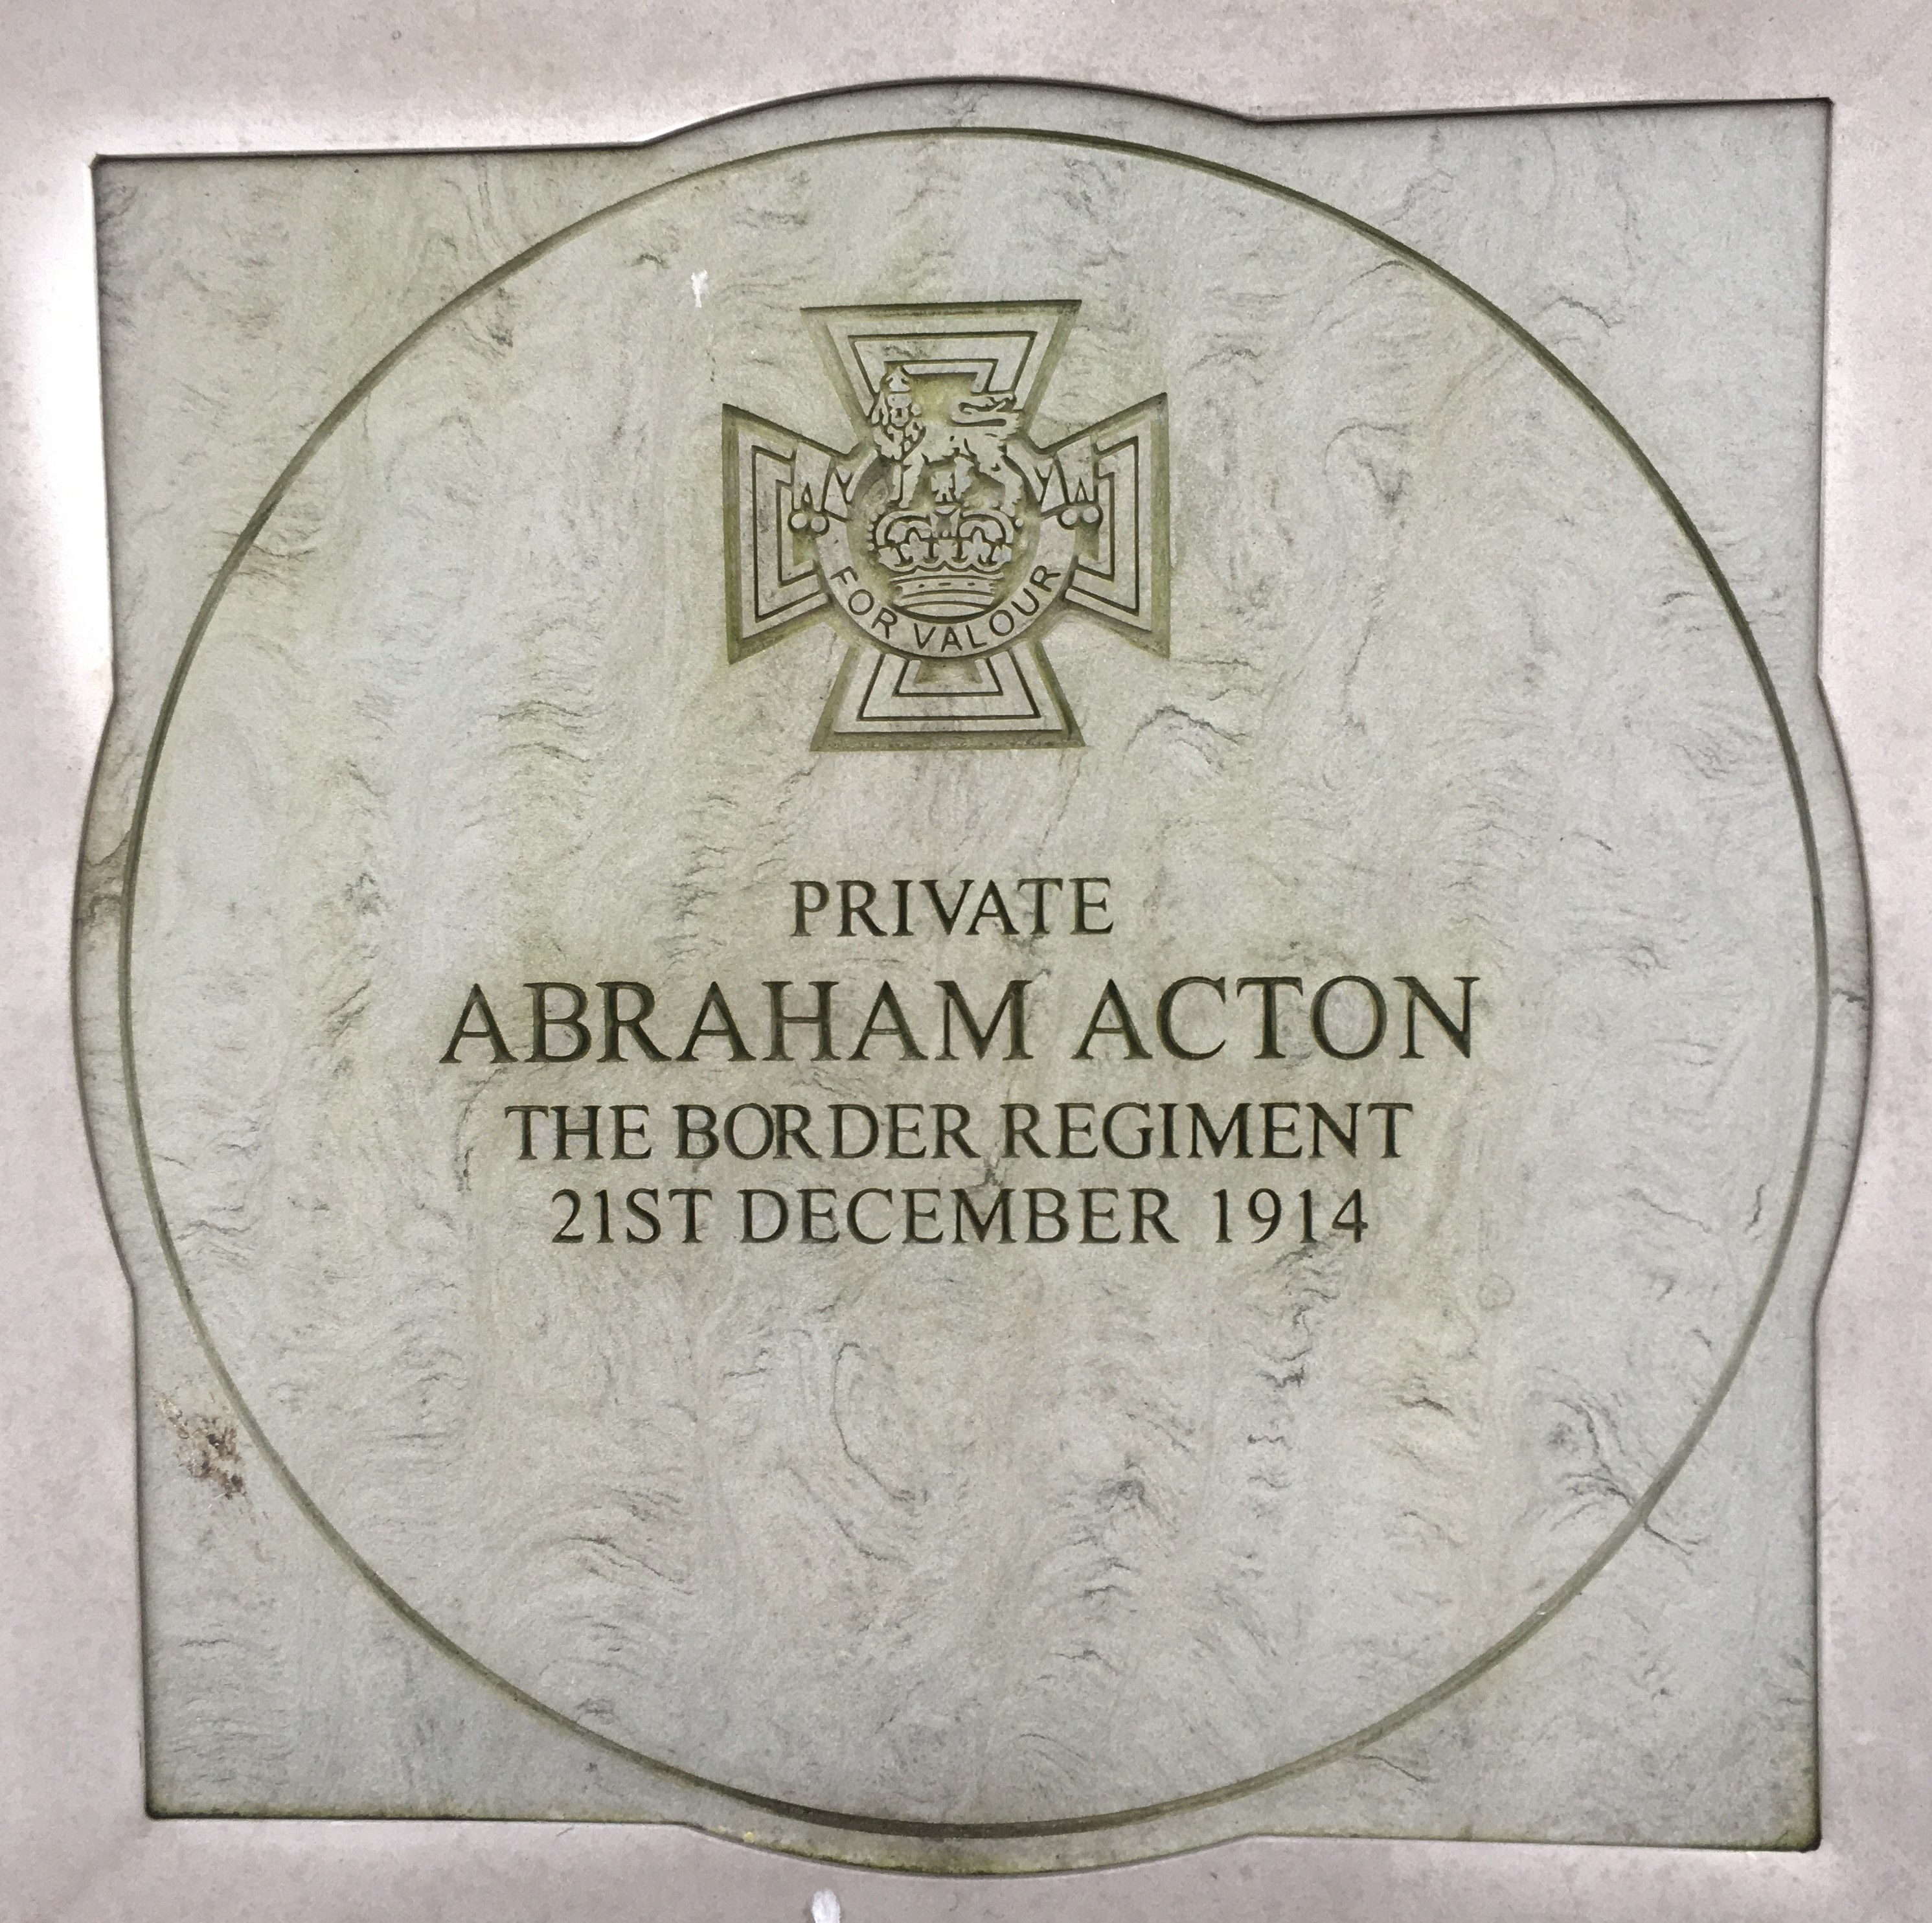 FOR VALOUR
PRIVATE
ABRAHAM ACTON
THE BORDER REGIMENT
21ST DECEMBER 1914